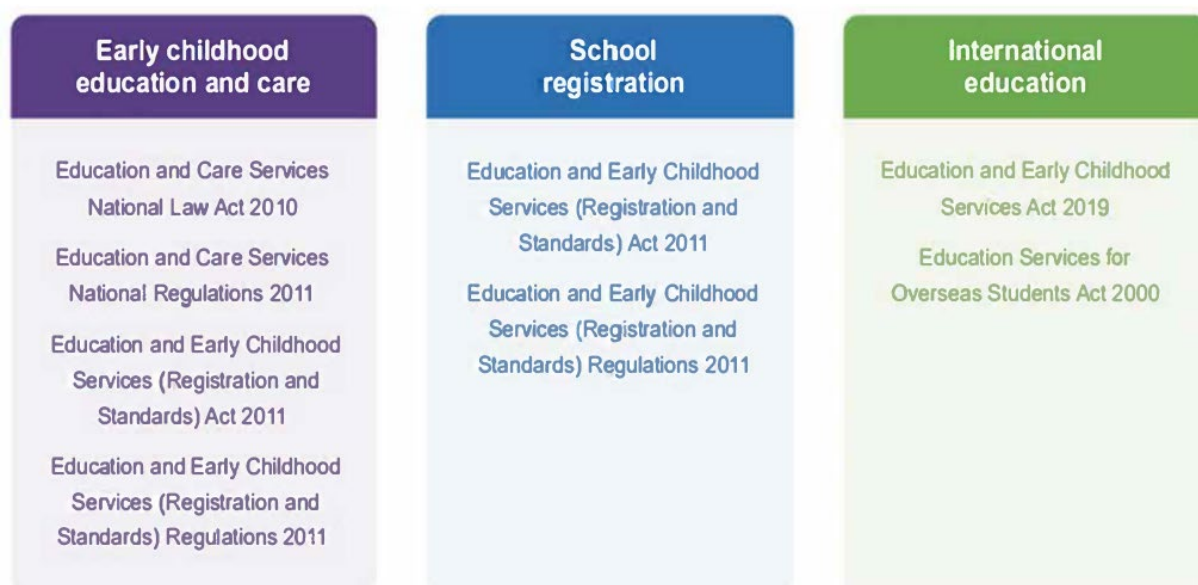 Early childhood
education and care
Education and Care Services
National Law Act 2010
Education and Care Services
National Regulations 2011
Education and Early Childhood
Services (Registration and
Standards) Act 2011
Education and Early Childhood
Services (Registration and
Standards) Regulations 2011
School
registration
Education and Early Childhood
Services (Registration and
Standards) Act 2011
Education and Early Childhood
Services (Registration and
Standards) Regulations 2011
International
education
Education and Early Childhood
Services Act 2019
Education Services for
Overseas Students Act 2000